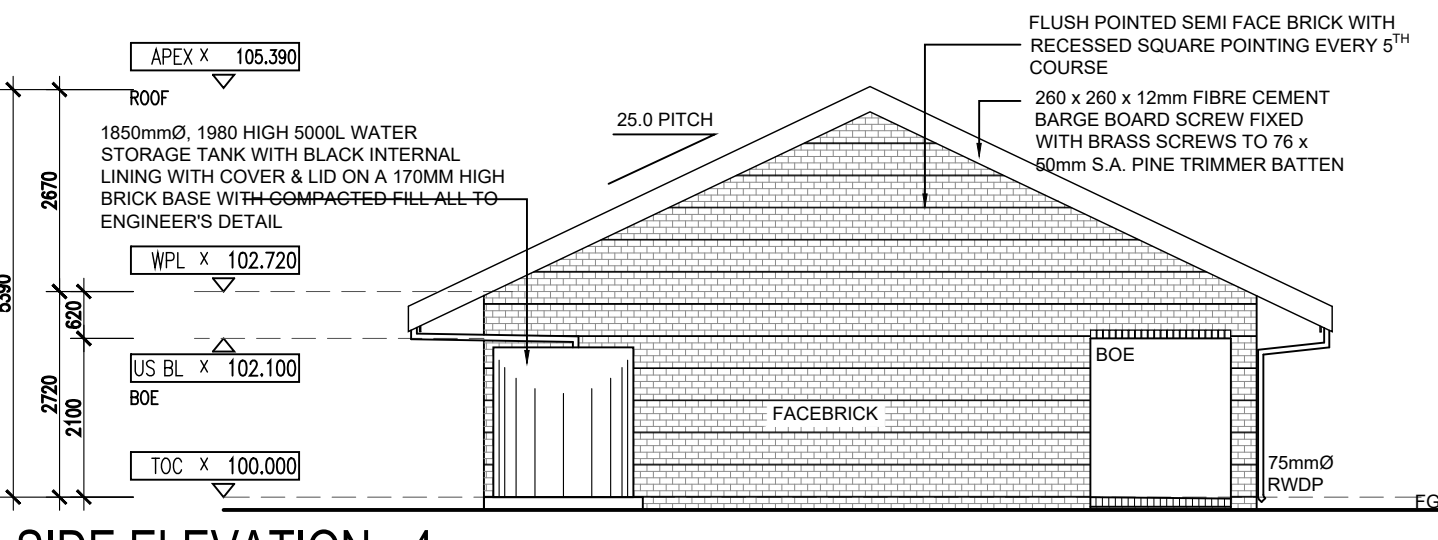 APEX X 105.390
ROOF
1850mmØ, 1980 HIGH 5000L WATER
STORAGE TANK WITH BLACK INTERNAL
LINING WITH COVER & LID ON A 170MM HIGH
BRICK BASE WITH COMPACTED FILL ALL TO
ENGINEER'S DETAIL
25.0 PITCH
FLUSH POINTED SEMI FACE BRICK WITH
RECESSED SQUARE POINTING EVERY 5TH
COURSE
260 x 260 x 12mm FIBRE CEMENT
BARGE BOARD SCREW FIXED
WITH BRASS SCREWS TO 76 x
50mm S.A. PINE TRIMMER BATTEN
2670
WPL X 102.720
5390
620
US BL X 102.100
BOE
2720
2100
TOC X 100.000
BOE
FACEBRICK
75mmØ
RWDP
FG
SIDE ELEVATION - 4